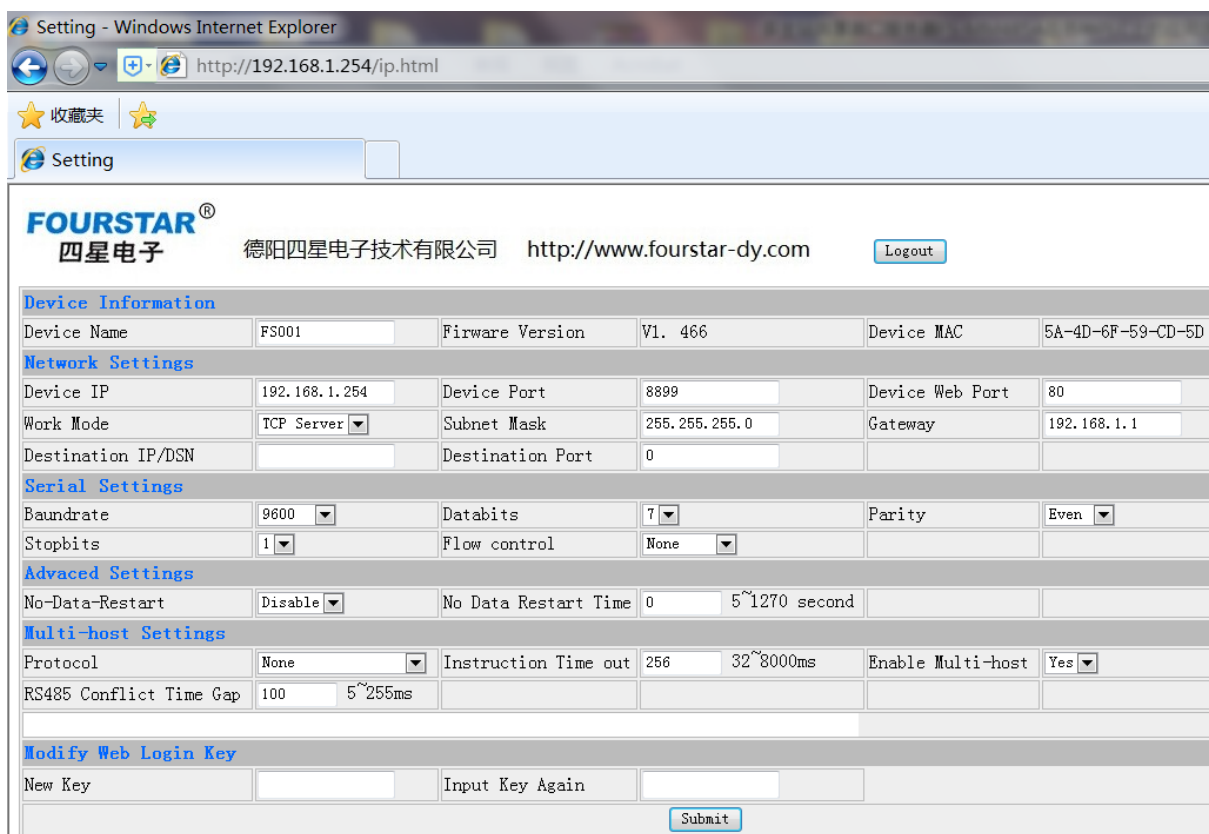 Setting - Windows Internet Explorer
http://192.168.1.254/ip.html
收藏夹
Setting
FOURSTAR®
四星电子 德阳四星电子技术有限公司 http://www.fourstar-dy.com Logout
Device Information
Device Name FS001 Firware Version V1. 466 Device MAC 5A-4D-6F-59-CD-5D
Network Settings
Device IP 192.168.1.254 Device Port 8899 Device Web Port 80
Work Mode TCP Server Subnet Mask 255.255.255.0 Gateway 192.168.1.1
Destination IP/DSN Destination Port 0
Serial Settings
Baundrate 9600 Databits 7 Parity Even
Stopbits 1 Flow control None
Advaced Settings
No-Data-Restart Disable No Data Restart Time 0 5~1270 second
Multi-host Settings
Protocol None Instruction Time out 256 32~8000ms Enable Multi-host Yes
RS485 Conflict Time Gap 100 5~255ms
Modify Web Login Key
New Key Input Key Again
Submit